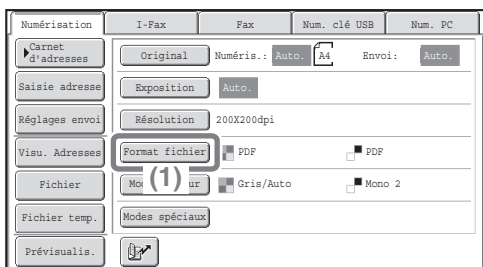 Numérisation I-Fax Fax Num. clé USB Num. PC
Carnet d'adresses
Original Numéris.: Auto. A4 Envoi: Auto.
Saisie adresse
Exposition Auto.
Réglages envoi
Résolution 200X200dpi
Visu. Adresses
Format fichier PDF PDF
Fichier
(1) Gris/Auto Mono 2
Fichier temp.
Modes spéciaux
Prévisualis.